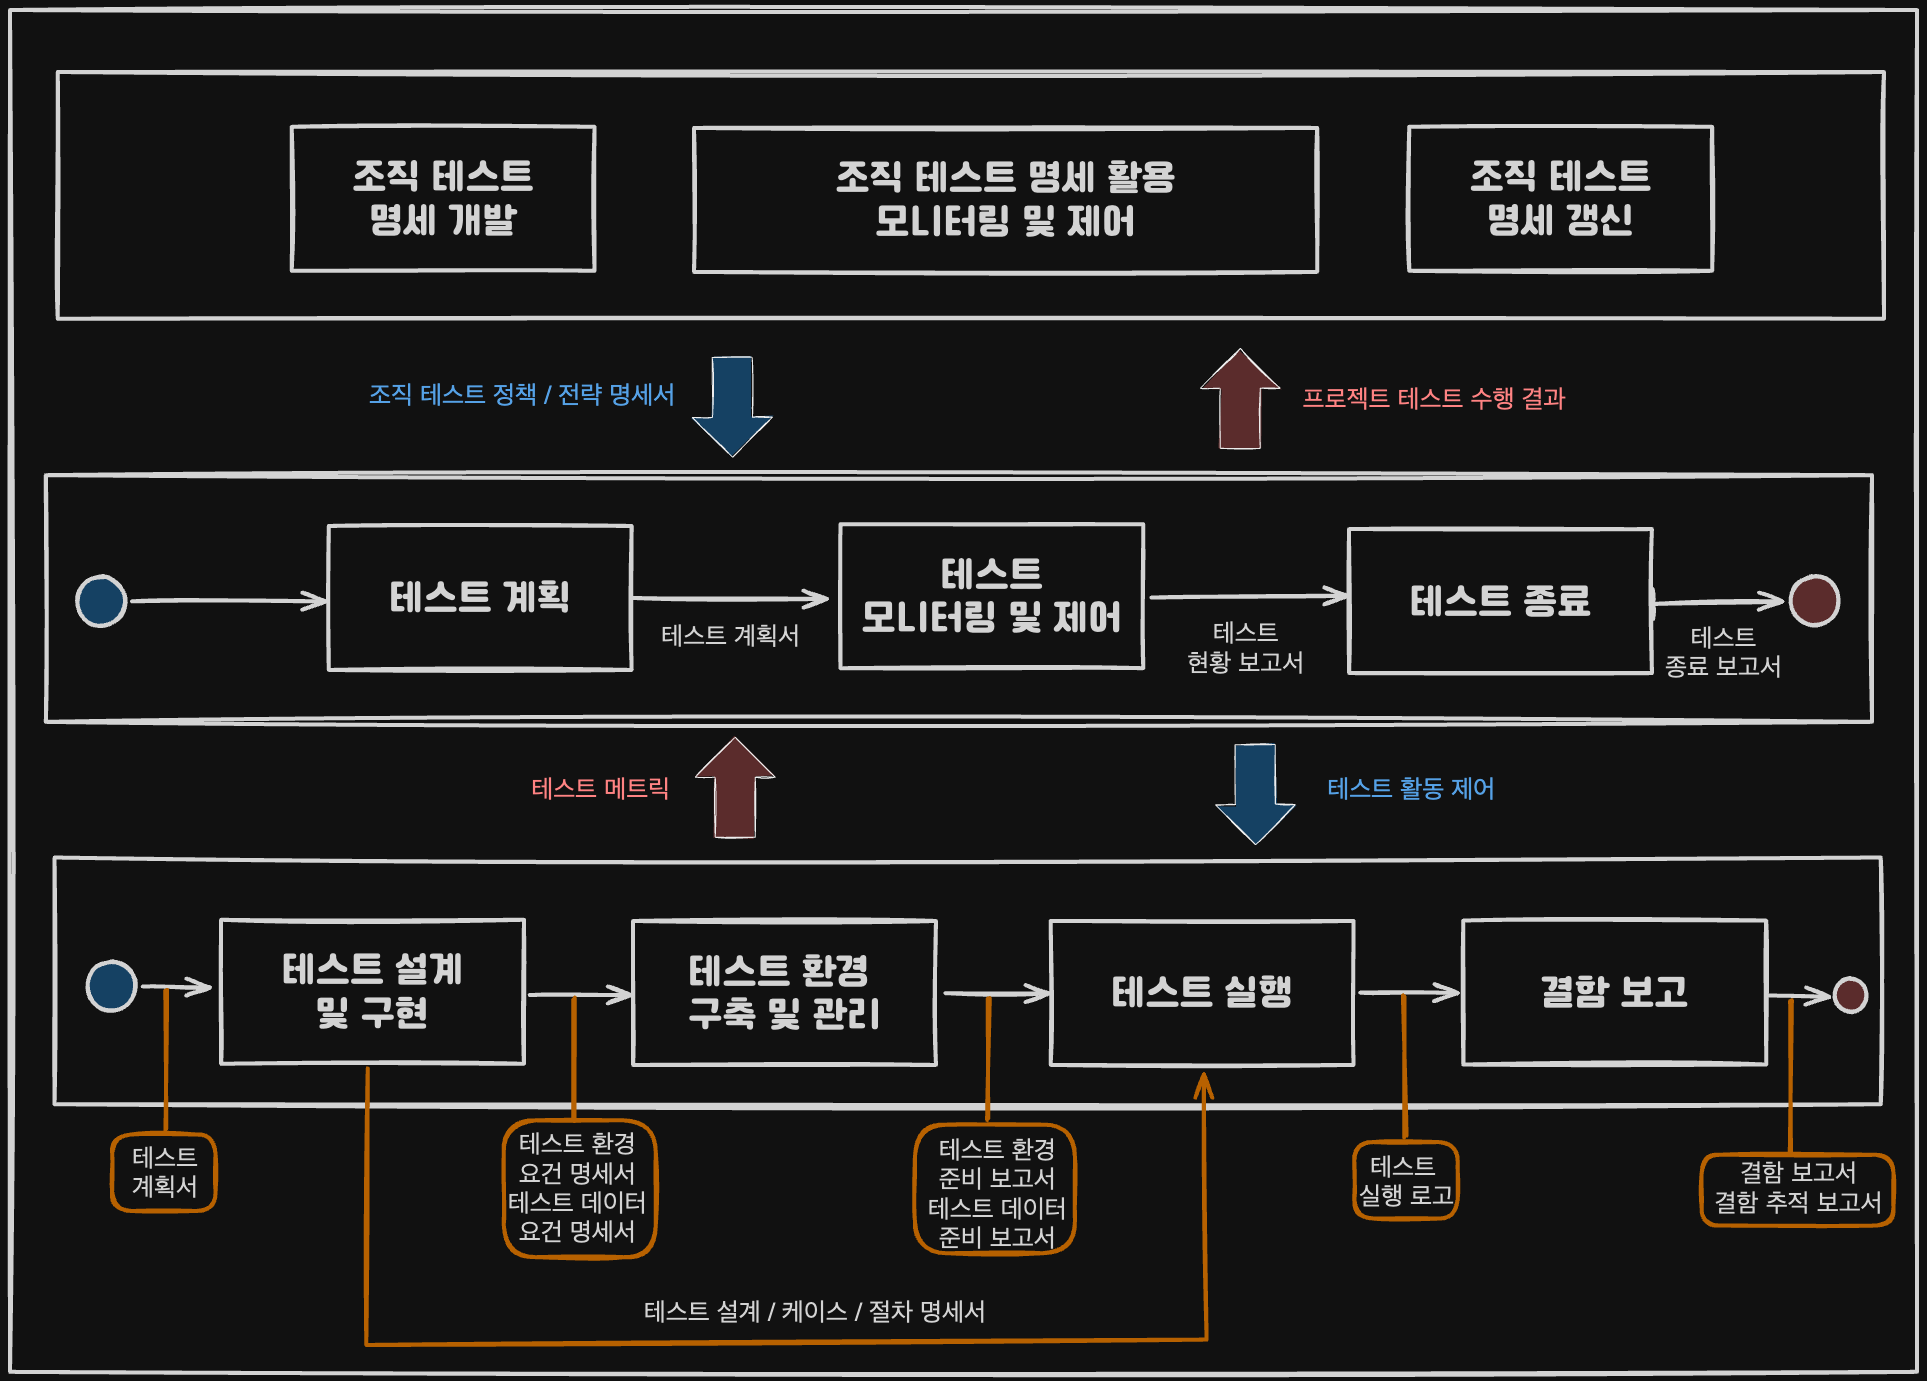 조직 테스트
명세 개발
조직 테스트 명세 활용
모니터링 및 제어
조직 테스트
명세 갱신
조직 테스트 정책 / 전략 명세서
프로젝트 테스트 수행 결과
테스트 계획
테스트 계획서
테스트
모니터링 및 제어
테스트
현황 보고서
테스트 종료
테스트
종료 보고서
테스트 메트릭
테스트 활동 제어
테스트 설계
및 구현
테스트 환경
구축 및 관리
테스트 실행
결함 보고
테스트
계획서
테스트 환경
요건 명세서
테스트 데이터
요건 명세서
테스트 환경
준비 보고서
테스트 데이터
준비 보고서
테스트
실행 로고
결함 보고서
결함 추적 보고서
테스트 설계 / 케이스 / 절차 명세서